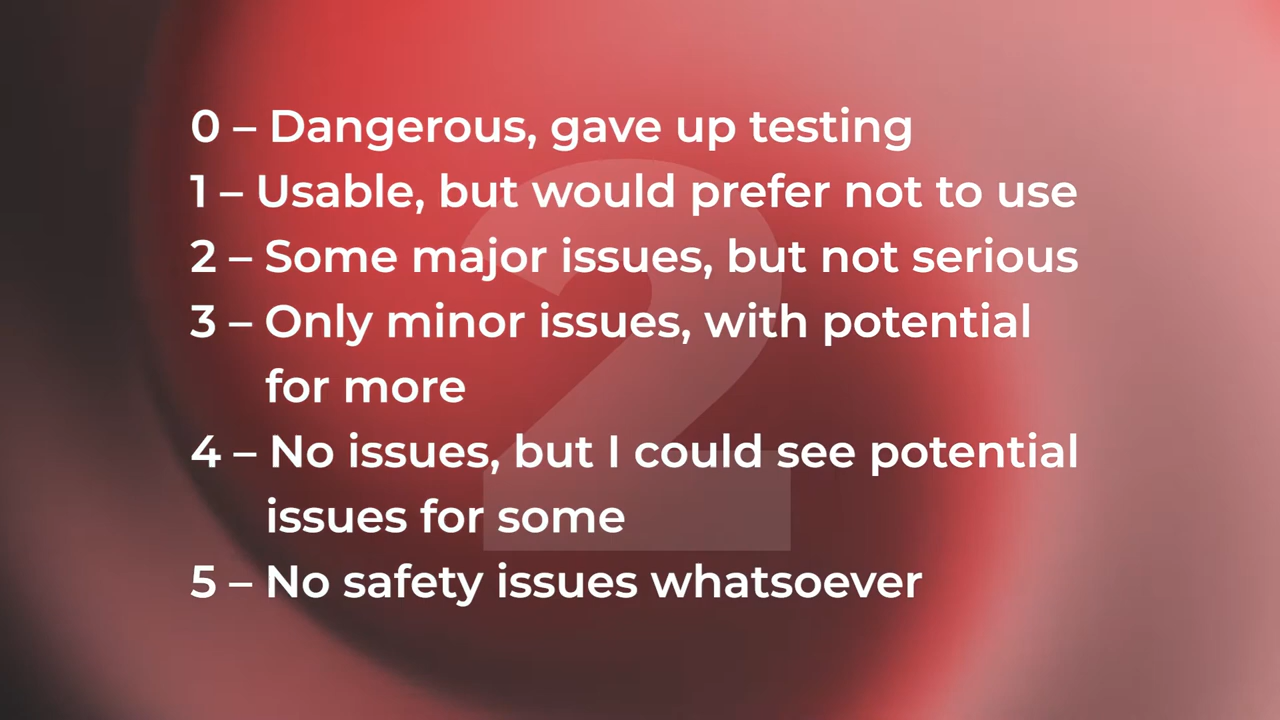 0 – Dangerous, gave up testing
1 – Usable, but would prefer not to use
2 – Some major issues, but not serious
3 – Only minor issues, with potential
for more
4 – No issues, but I could see potential
issues for some
5 – No safety issues whatsoever
2